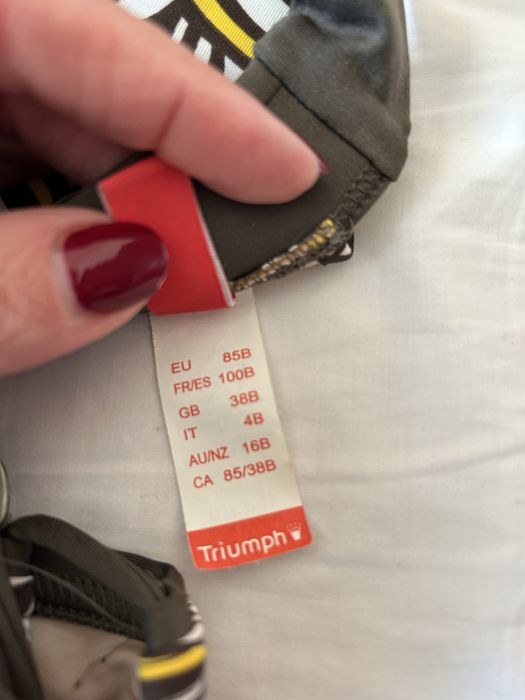 EU 85B
FR/ES 100B
GB 38B
IT 4B
AU/NZ 16B
CA 85/38B
Triumph